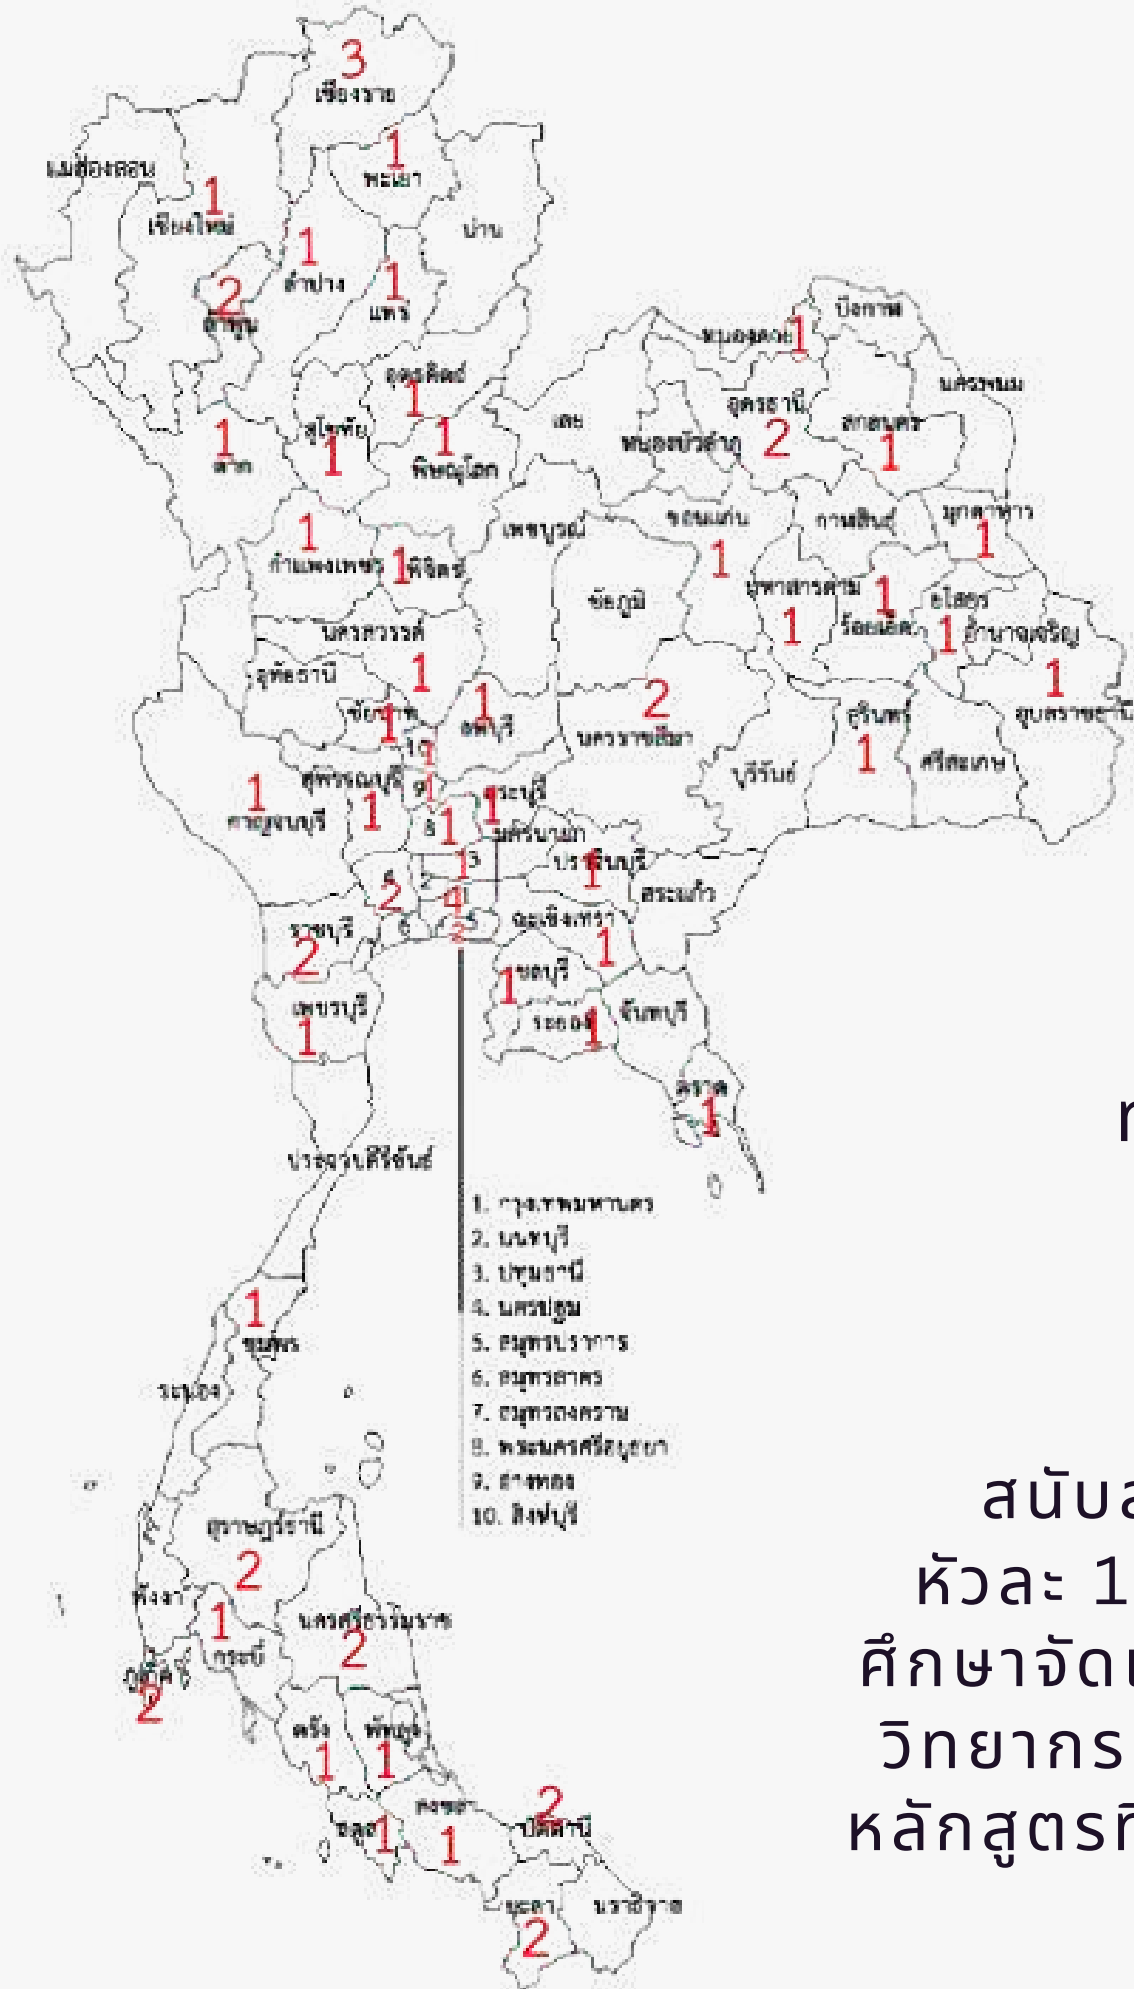 3
เชียงราย
1
พะเยา
แม่ฮ่องสอน
1
เชียงใหม่
น่าน
1
ลำปาง
2
ลำพูน
1
แพร่
บึงกาฬ
หนองคาย
1
นครพนม
อุตรดิตถ์
1
เลย
อุดรธานี
2
สกลนคร
1
หนองบัวลำภู
1
ตาก
สุโขทัย
1
1
พิษณุโลก
เพชรบูรณ์
ขอนแก่น
1
กาฬสินธุ์
มุกดาหาร
1
1
กำแพงเพชร
1
พิจิตร
ชัยภูมิ
มหาสารคาม
1
1
ร้อยเอ็ด
ยโสธร
1
อำนาจเจริญ
นครสวรรค์
1
อุทัยธานี
1
อุบลราชธานี
ชัยนาท
1
1
ลพบุรี
2
นครราชสีมา
สุรินทร์
1
ศรีสะเกษ
บุรีรัมย์
10
1
สุพรรณบุรี
1
9
1
สระบุรี
1
1
กาญจนบุรี
8
1
นครนายก
3
1
ปราจีนบุรี
1
สระแก้ว
4
2
2
1
4
6
5
2
ฉะเชิงเทรา
1
ราชบุรี
2
ชลบุรี
1
เพชรบุรี
1
ระยอง
1
จันทบุรี
ตราด
1
ประจวบคีรีขันธ์
1. กรุงเทพมหานคร
2. นนทบุรี
3. ปทุมธานี
4. นครปฐม
5. สมุทรปราการ
6. สมุทรสาคร
7. สมุทรสงคราม
8. พระนครศรีอยุธยา
9. อ่างทอง
10. สิงห์บุรี
1
ชุมพร
ระนอง
สุราษฎร์ธานี
2
พังงา
1
กระบี่
นครศรีธรรมราช
2
ภูเก็ต
2
ตรัง
1
พัทลุง
1
สงขลา
1
สตูล
1
2
ปัตตานี
ยะลา
2
นราธิวาส
สนับส
หัวละ 1
ศึกษาจัด
วิทยากร
หลักสูตรที